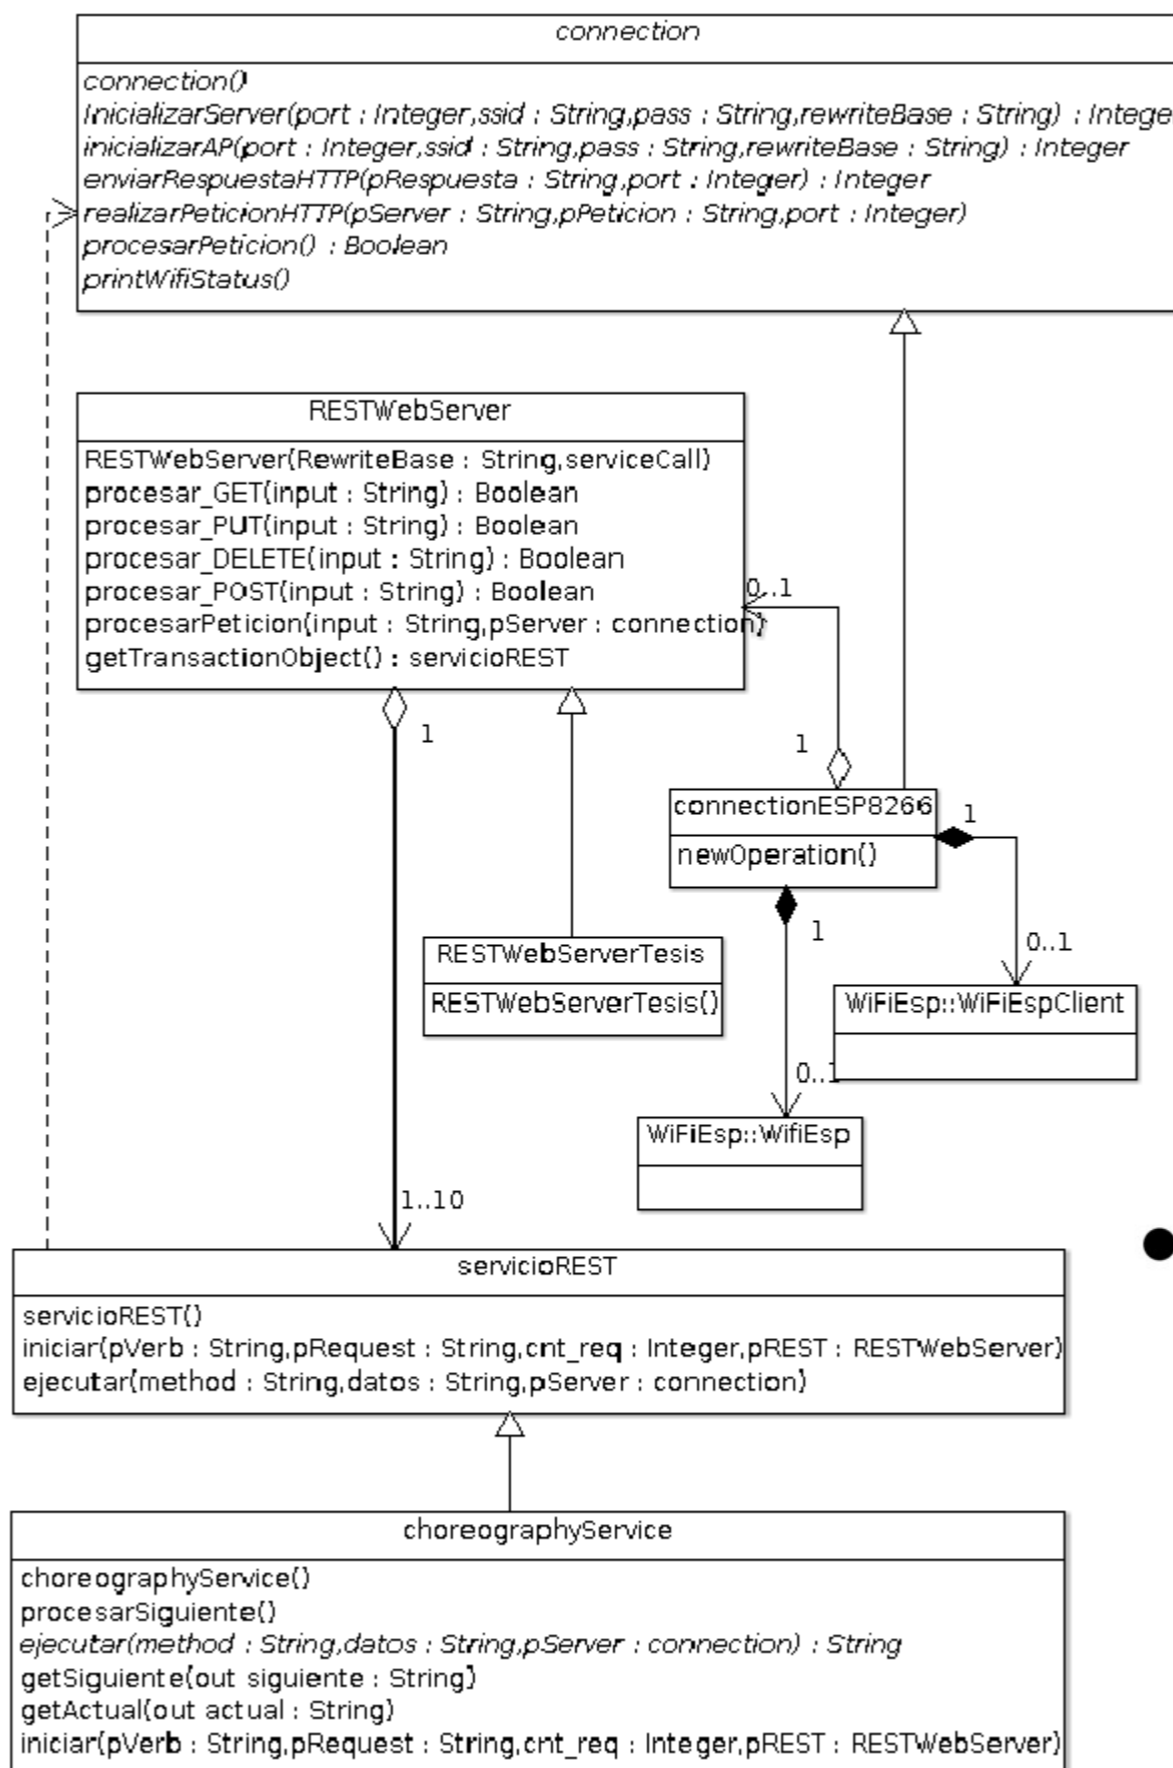 connection
connection()
InicializarServer(port : Integer,ssid : String,pass : String,rewriteBase : String) : Intege
inicializarAP(port : Integer,ssid : String,pass : String,rewriteBase : String) : Integer
enviarRespuestaHTTP(pRespuesta : String,port : Integer) : Integer
realizarPeticionHTTP(pServer : String,pPeticion : String,port : Integer)
procesarPeticion() : Boolean
printWifiStatus()
RESTWebServer
RESTWebServer(RewriteBase : String,serviceCall)
procesar_GET(input : String) : Boolean
procesar_PUT(input : String) : Boolean
procesar_DELETE(input : String) : Boolean
procesar_POST(input : String) : Boolean
0..1
procesarPeticion(input : String,pServer : connection)
getTransactionObject() : servicioREST
1
1
connectionESP8266
1
newOperation()
1
0..1
RESTWebServerTesis
RESTWebServerTesis()
WiFiEsp::WiFiEspClient
0..1
WiFiEsp::WifiEsp
1..10
servicioREST
servicioREST()
iniciar(pVerb : String,pRequest : String,cnt_req : Integer,pREST : RESTWebServer)
ejecutar(method : String,datos : String,pServer : connection)
choreographyService
choreographyService()
procesarSiguiente()
ejecutar(method : String,datos : String,pServer : connection) : String
getSiguiente(out siguiente : String)
getActual(out actual : String)
iniciar(pVerb : String,pRequest : String,cnt_req : Integer,pREST : RESTWebServer)